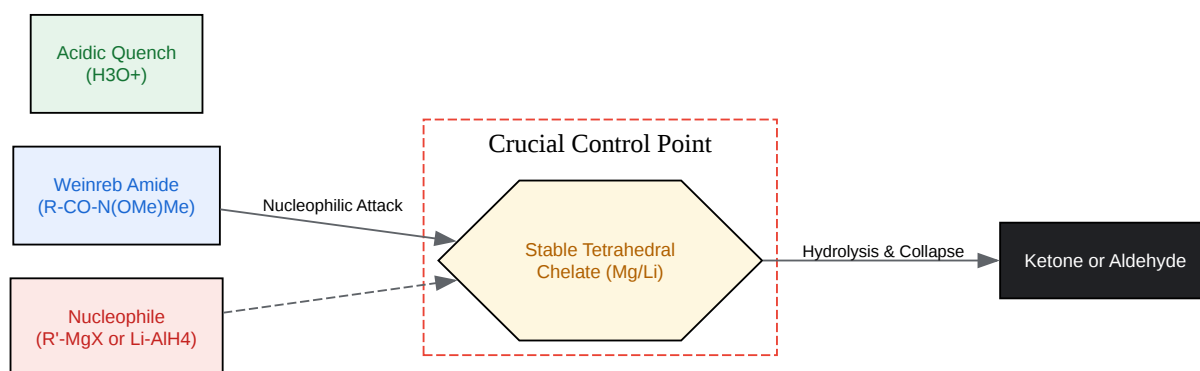 Acidic Quench
(H3O+)
Weinreb Amide
(R-CO-N(OMe)Me)
Nucleophile
(R'-MgX or Li-AlH4)
Nucleophilic Attack
Crucial Control Point
Stable Tetrahedral
Chelate (Mg/Li)
Hydrolysis & Collapse
Ketone or Aldehyde